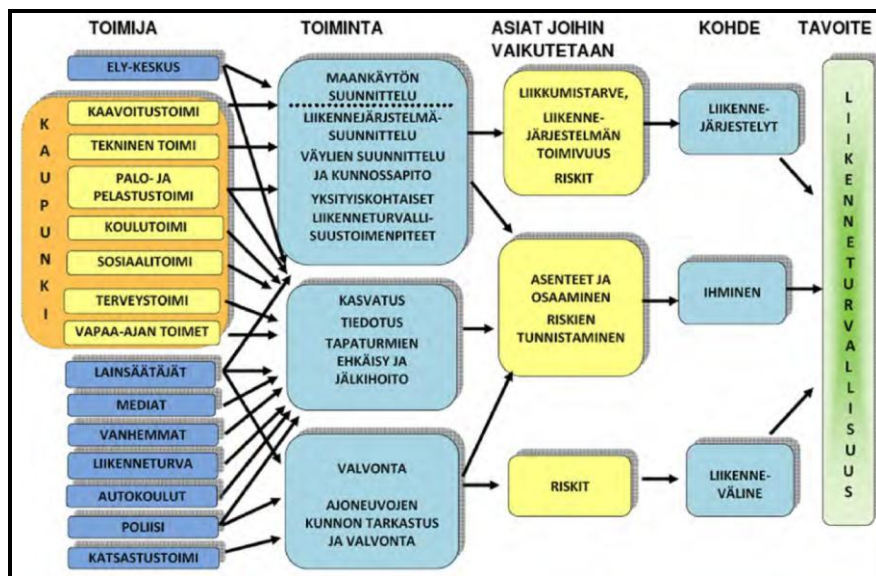 TOIMIJA
TOIMINTA
ASIAT JOIHIN
VAIKUTETAAN
KOHDE
TAVOITE
ELY-KESKUS
KAUPUNKI
KAAVOITUSTOIMI
TEKNINEN TOIMI
PALO- JA
PELASTUSTOIMI
KOULUTOIMI
SOSIAALITOIMI
TERVEYSTOIMI
VAPAA-AJAN TOIMET
LAINSÄÄTÄJÄT
MEDIAT
VANHEMMAT
LIIKENNETURVA
AUTOKOULUT
POLIISI
KATSASTUSTOIMI
MAANKÄYTÖN
SUUNNITTELU
LIIKENNEJÄRJSTELMÄ-
SUUNNITTELU
VÄYLIEN SUUNNITTELU
JA KUNNOSSAPITO
YKSITYISKOHTAISET
LIIKENNETURVALLI-
SUUSTOIMENPITEET
KASVATUS
TIEDOTUS
TAPATURMIEN
EHKÄISY JA
JÄLKIHOITO
VALVONTA
AJONEUVOJEN
KUNNON TARKASTUS
JA VALVONTA
LIIKKUMISTARVE,
LIIKENNE-
JÄRJESTELMÄN
TOIMIVUUS
RISKIT
ASENTEET JA
OSAAMINEN
RISKIEN
TUNNISTAMINEN
RISKIT
LIIKENNE-
JÄRJESTELYT
IHMINEN
LIIKENNE-
VÄLINE
LIIKENNETURVALLISUUS